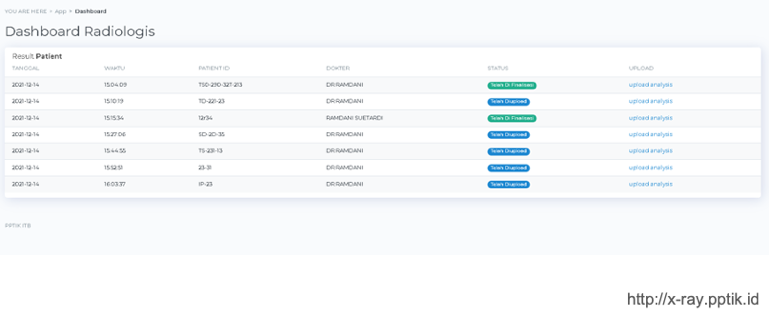 YOU ARE HERE > App > Dashboard
Dashboard Radiologis
Result Patient
TANGGAL WAKTU PATIENT ID DOKTER STATUS UPLOAD
2021-12-14 15:04:09 TSD-29D-327-213 DR.RAMDANI Telah Di upload analysis
2021-12-14 15:10:19 TD-221-23 DR.RAMDANI Telah Diupload upload analysis
2021-12-14 15:15:34 12r34 RAMDANI SUETARDI Telah Di upload analysis
2021-12-14 15:27:06 SD-2D-35 DR.RAMDANI Telah Diupload upload analysis
2021-12-14 15:44:55 TS-231-13 DR.RAMDANI Telah Diupload upload analysis
2021-12-14 15:52:51 23-31 DR.RAMDANI Telah Diupload upload analysis
2021-12-14 16:03:37 IP-23 DR.RAMDANI Telah Diupload upload analysis
PPTIK ITB
http://x-ray.pptik.id